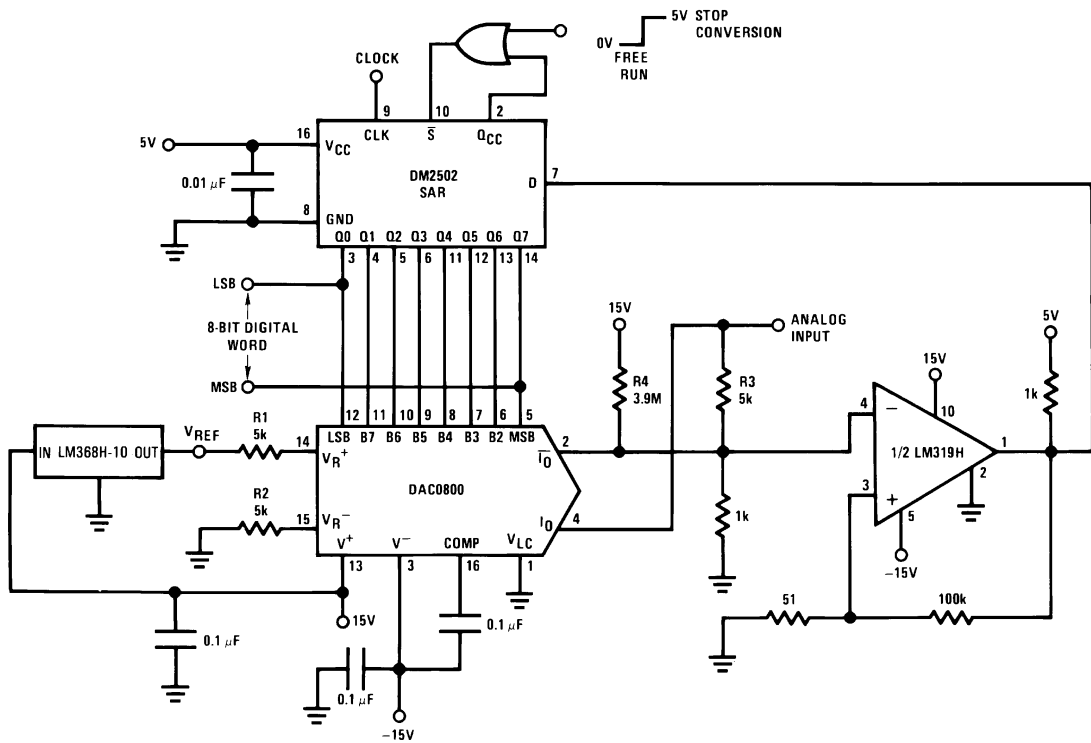 5V STOP
CONVERSION
0V
FREE
RUN
CLOCK
9
10
2
5V
16
VCC
CLK
S̅
QCC
0.01 µF
DM2502
SAR
D
7
8
GND
Q0 Q1 Q2 Q3 Q4 Q5 Q6 Q7
3 4 5 6 11 12 13 14
LSB
8-BIT DIGITAL
WORD
MSB
15V
ANALOG
INPUT
5V
R4
3.9M
R3
5k
15V
1k
12 11 10 9 8 7 6 5
LSB B7 B6 B5 B4 B3 B2 MSB
4
−
10
1
1/2 LM319H
IN LM368H-10 OUT
VREF
R1
5k
14
VR+
2
I̅O̅
DAC0800
3
+
2
5
-15V
R2
5k
15
VR−
IO
4
1k
V+
V−
COMP
VLC
13
3
16
1
51
100k
0.1 µF
15V
0.1 µF
0.1 µF
-15V